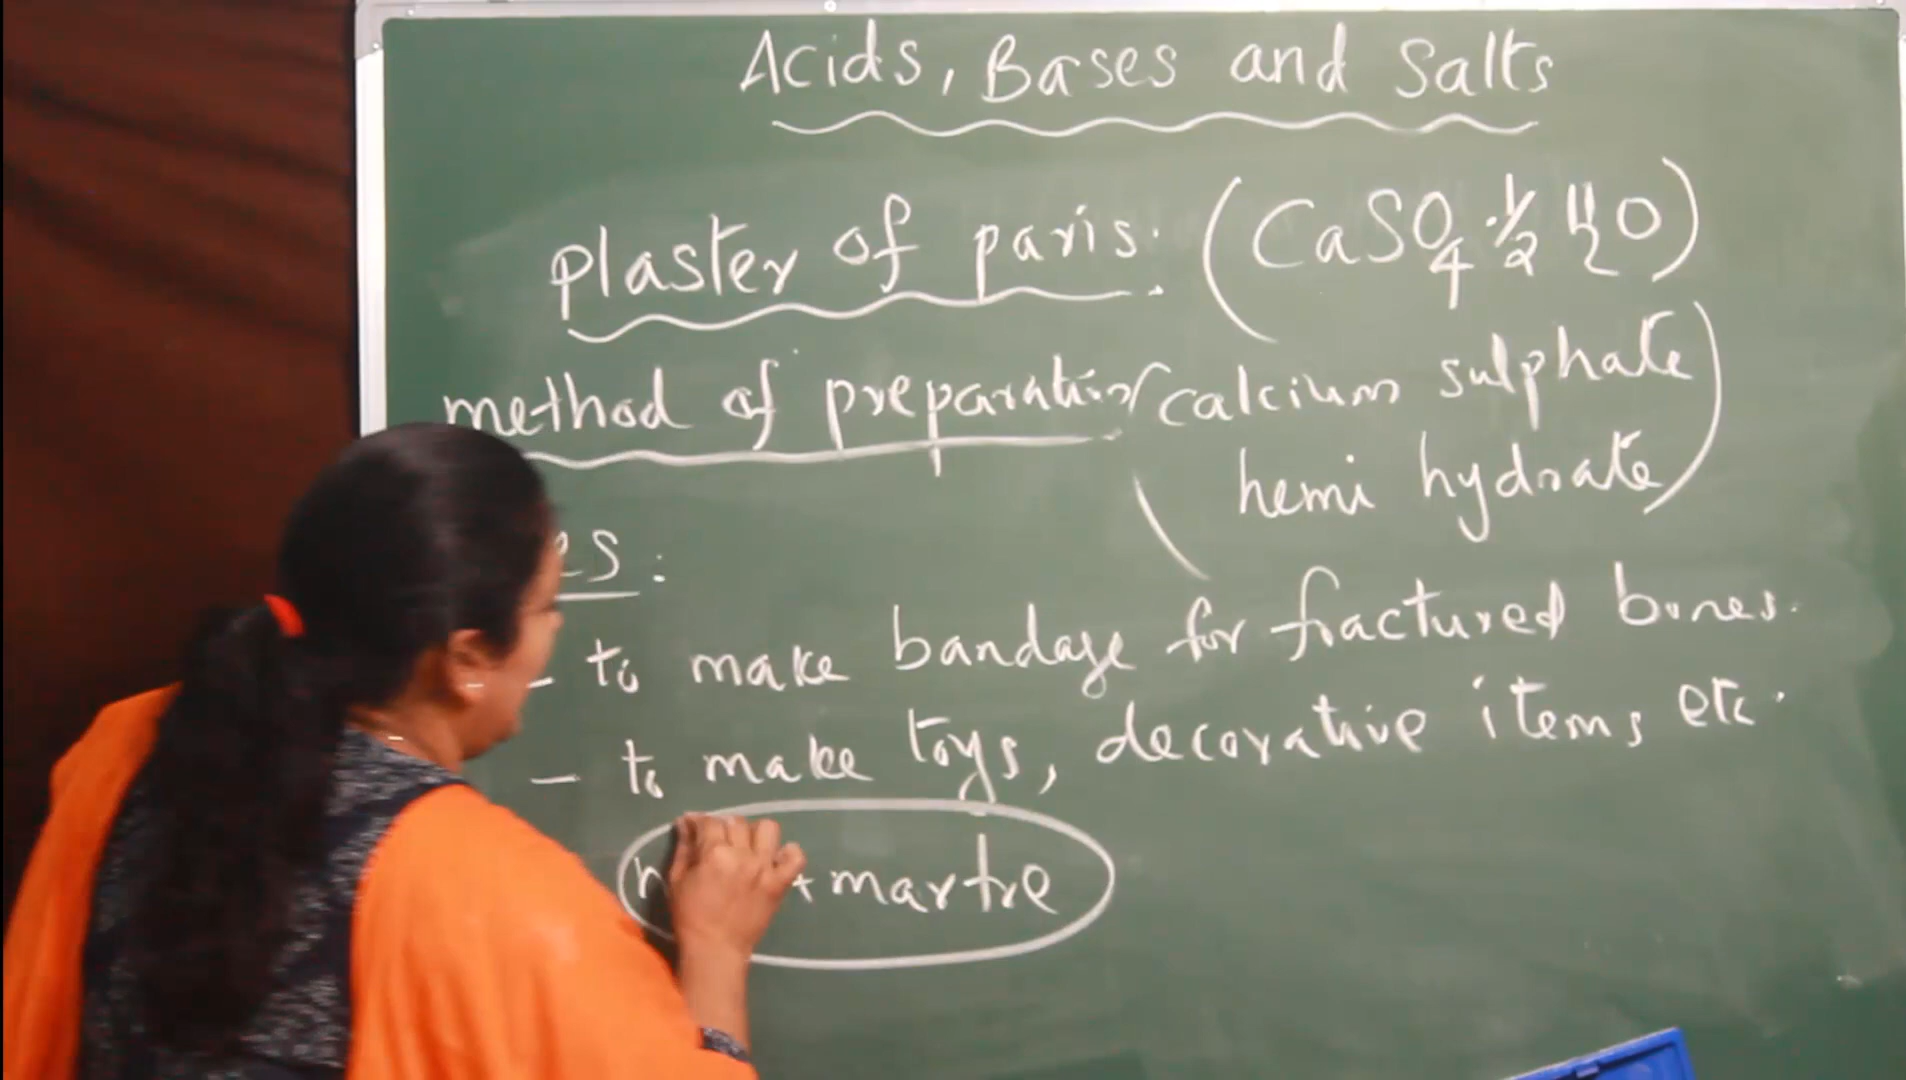 Acids, Bases and Salts
plaster of paris. (CaSO4.1/2 H2O)
method of preparation (calcium sulphate
hemi hydrate)
es:
- to make bandage for fractured bones.
- to make toys, decorative items etc.
martre